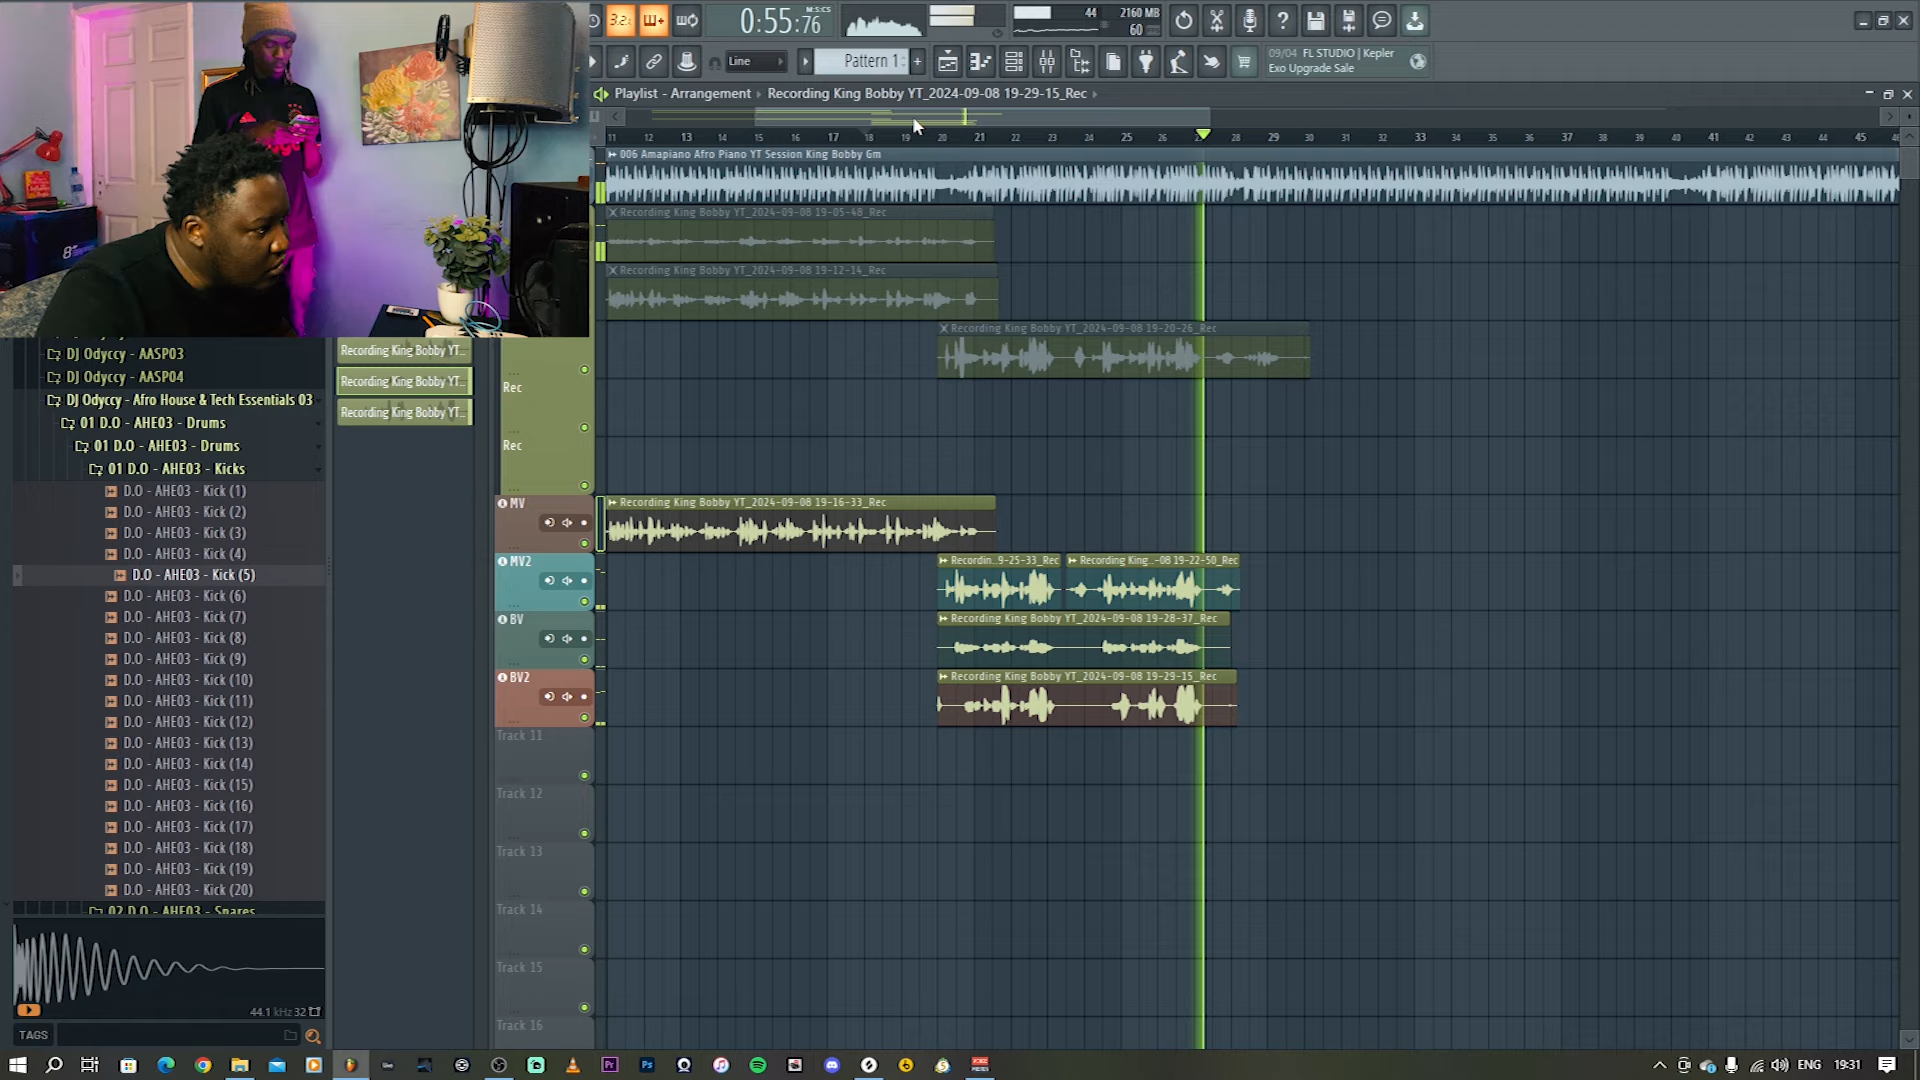 3.2:
0:55:76
M:S:CS
44
2160 MB
60
Line
Pattern 1
+
09/04 FL STUDIO | Kepler
Exo Upgrade Sale
Playlist - Arrangement ▸ Recording King Bobby YT_2024-09-08 19-29-15_Rec ▸
11 12 13 14 15 16 17 18 19 20 21 22 23 24 25 26 27 28 29 30 31 32 33 34 35 36 37 38 39 40 41 42 43 44 45 46
006 Amapiano Afro Piano YT Session King Bobby Gm
Recording King Bobby YT_2024-09-08 19-05-48_Rec
Recording King Bobby YT_2024-09-08 19-12-14_Rec
Recording King Bobby YT_2024-09-08 19-20-26_Rec
DJ Odyccy - AASP03
DJ Odyccy - AASP04
DJ Odyccy - Afro House & Tech Essentials 03
01 D.O - AHE03 - Drums
01 D.O - AHE03 - Drums
01 D.O - AHE03 - Kicks
D.O - AHE03 - Kick (1)
D.O - AHE03 - Kick (2)
D.O - AHE03 - Kick (3)
D.O - AHE03 - Kick (4)
D.O - AHE03 - Kick (5)
D.O - AHE03 - Kick (6)
D.O - AHE03 - Kick (7)
D.O - AHE03 - Kick (8)
D.O - AHE03 - Kick (9)
D.O - AHE03 - Kick (10)
D.O - AHE03 - Kick (11)
D.O - AHE03 - Kick (12)
D.O - AHE03 - Kick (13)
D.O - AHE03 - Kick (14)
D.O - AHE03 - Kick (15)
D.O - AHE03 - Kick (16)
D.O - AHE03 - Kick (17)
D.O - AHE03 - Kick (18)
D.O - AHE03 - Kick (19)
D.O - AHE03 - Kick (20)
02 D.O - AHE03 - Snares
44.1 kHz 32
TAGS
Recording King Bobby YT..
Recording King Bobby YT..
Recording King Bobby YT..
Rec
Rec
MV
Recording King Bobby YT_2024-09-08 19-16-33_Rec
MV2
Recordin..9-25-33_Rec
Recording King..-08 19-22-50_Rec
BV
Recording King Bobby YT_2024-09-08 19-28-37_Rec
BV2
Recording King Bobby YT_2024-09-08 19-29-15_Rec
Track 11
Track 12
Track 13
Track 14
Track 15
Track 16
Pr
Ps
ENG
19:31